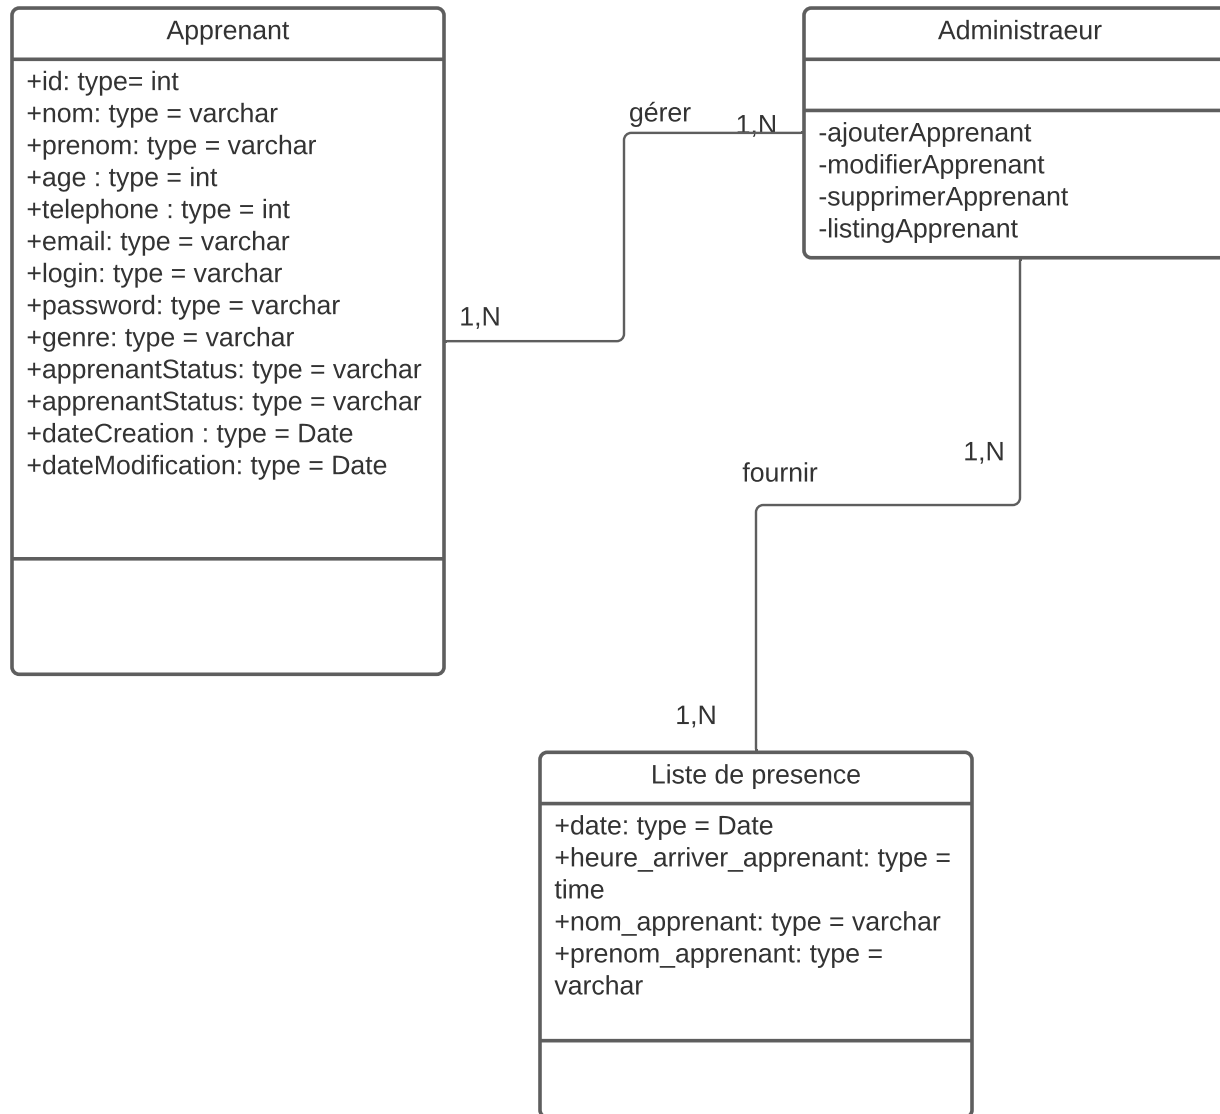 Apprenant
+id: type= int
+nom: type = varchar
+prenom: type = varchar
+age : type = int
+telephone : type = int
+email: type = varchar
+login: type = varchar
+password: type = varchar
+genre: type = varchar
+apprenantStatus: type = varchar
+apprenantStatus: type = varchar
+dateCreation : type = Date
+dateModification: type = Date
gérer
1,N
1,N
Administraeur
-ajouterApprenant
-modifierApprenant
-supprimerApprenant
-listingApprenant
1,N
fournir
1,N
Liste de presence
+date: type = Date
+heure_arriver_apprenant: type =
time
+nom_apprenant: type = varchar
+prenom_apprenant: type =
varchar